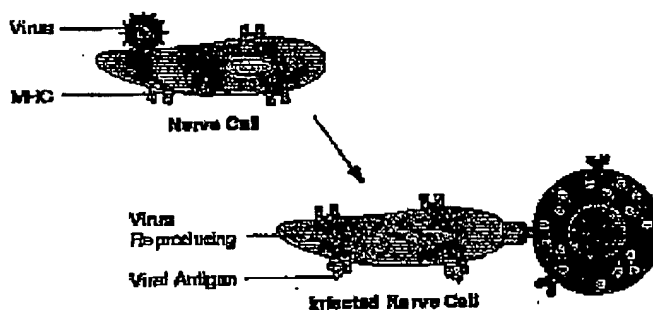 Virus
MHC
Nerve Cell
Virus
Reproducing
Viral Antigen
Infected Nerve Cell